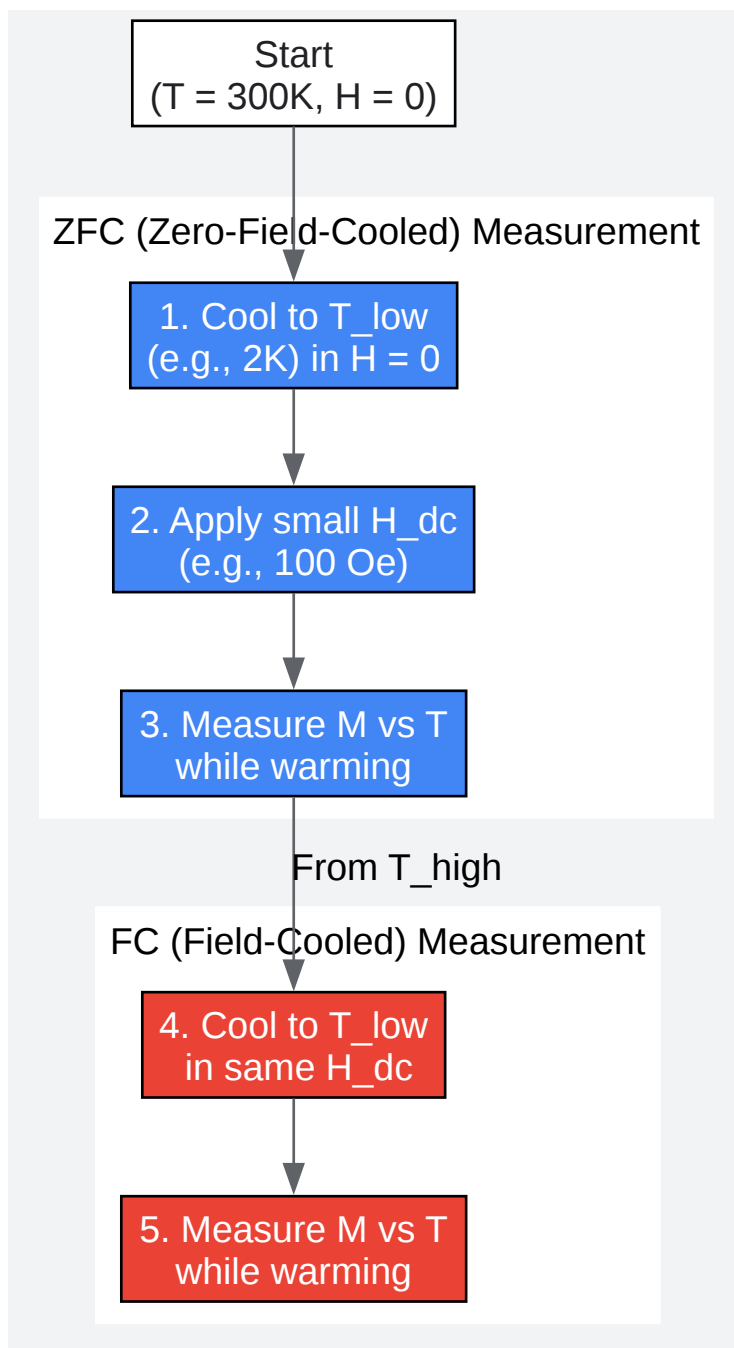 Start
(T = 300K, H = 0)
ZFC (Zero-Field-Cooled) Measurement
1. Cool to T_low
(e.g., 2K) in H = 0
2. Apply small H_dc
(e.g., 100 Oe)
3. Measure M vs T
while warming
From T_high
FC (Field-Cooled) Measurement
4. Cool to T_low
in same H_dc
5. Measure M vs T
while warming